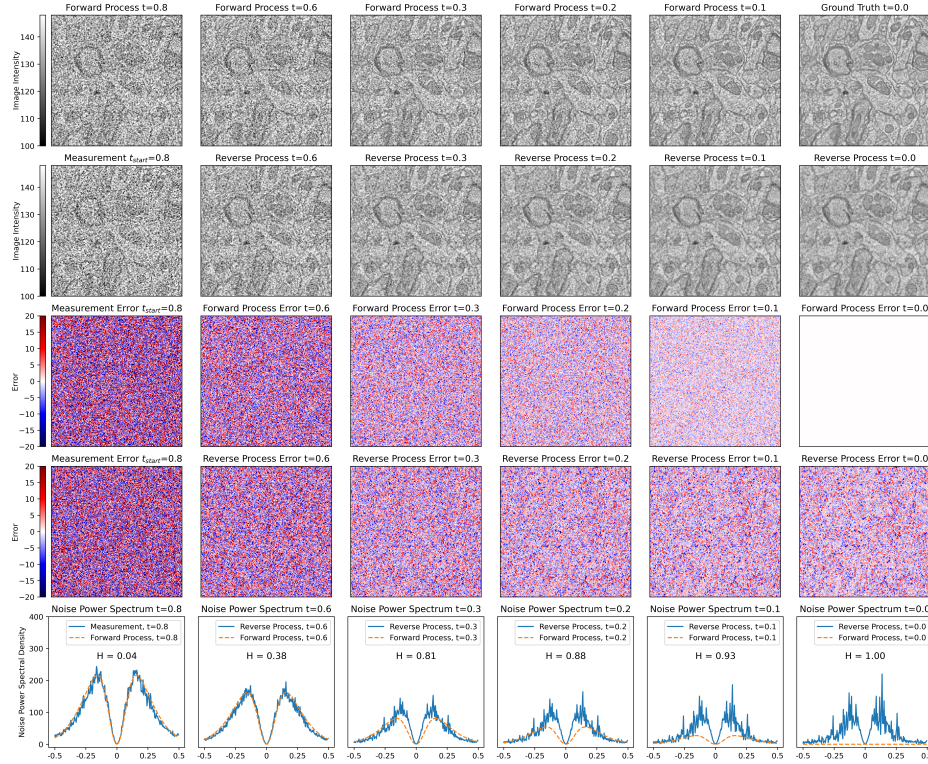 Forward Process t=0.8
Forward Process t=0.6
Forward Process t=0.3
Forward Process t=0.2
Forward Process t=0.1
Ground Truth t=0.0
Image Intensity
140
130
120
110
100
Measurement t_start=0.8
Reverse Process t=0.6
Reverse Process t=0.3
Reverse Process t=0.2
Reverse Process t=0.1
Reverse Process t=0.0
Image Intensity
140
130
120
110
100
Measurement Error t_start=0.8
Forward Process Error t=0.6
Forward Process Error t=0.3
Forward Process Error t=0.2
Forward Process Error t=0.1
Forward Process Error t=0.0
Error
20
15
10
5
0
−5
−10
−15
−20
Measurement Error t_start=0.8
Reverse Process Error t=0.6
Reverse Process Error t=0.3
Reverse Process Error t=0.2
Reverse Process Error t=0.1
Reverse Process Error t=0.0
Error
20
15
10
5
0
−5
−10
−15
−20
Noise Power Spectrum t=0.8
Noise Power Spectrum t=0.6
Noise Power Spectrum t=0.3
Noise Power Spectrum t=0.2
Noise Power Spectrum t=0.1
Noise Power Spectrum t=0.0
Noise Power Spectral Density
400
300
200
100
0
Measurement, t=0.8
Forward Process, t=0.8
H = 0.04
-0.5 -0.25 0 0.25 0.5
Reverse Process, t=0.6
Forward Process, t=0.6
H = 0.38
-0.5 -0.25 0 0.25 0.5
Reverse Process, t=0.3
Forward Process, t=0.3
H = 0.81
-0.5 -0.25 0 0.25 0.5
Reverse Process, t=0.2
Forward Process, t=0.2
H = 0.88
-0.5 -0.25 0 0.25 0.5
Reverse Process, t=0.1
Forward Process, t=0.1
H = 0.93
-0.5 -0.25 0 0.25 0.5
Reverse Process, t=0.0
Forward Process, t=0.0
H = 1.00
-0.5 -0.25 0 0.25 0.5